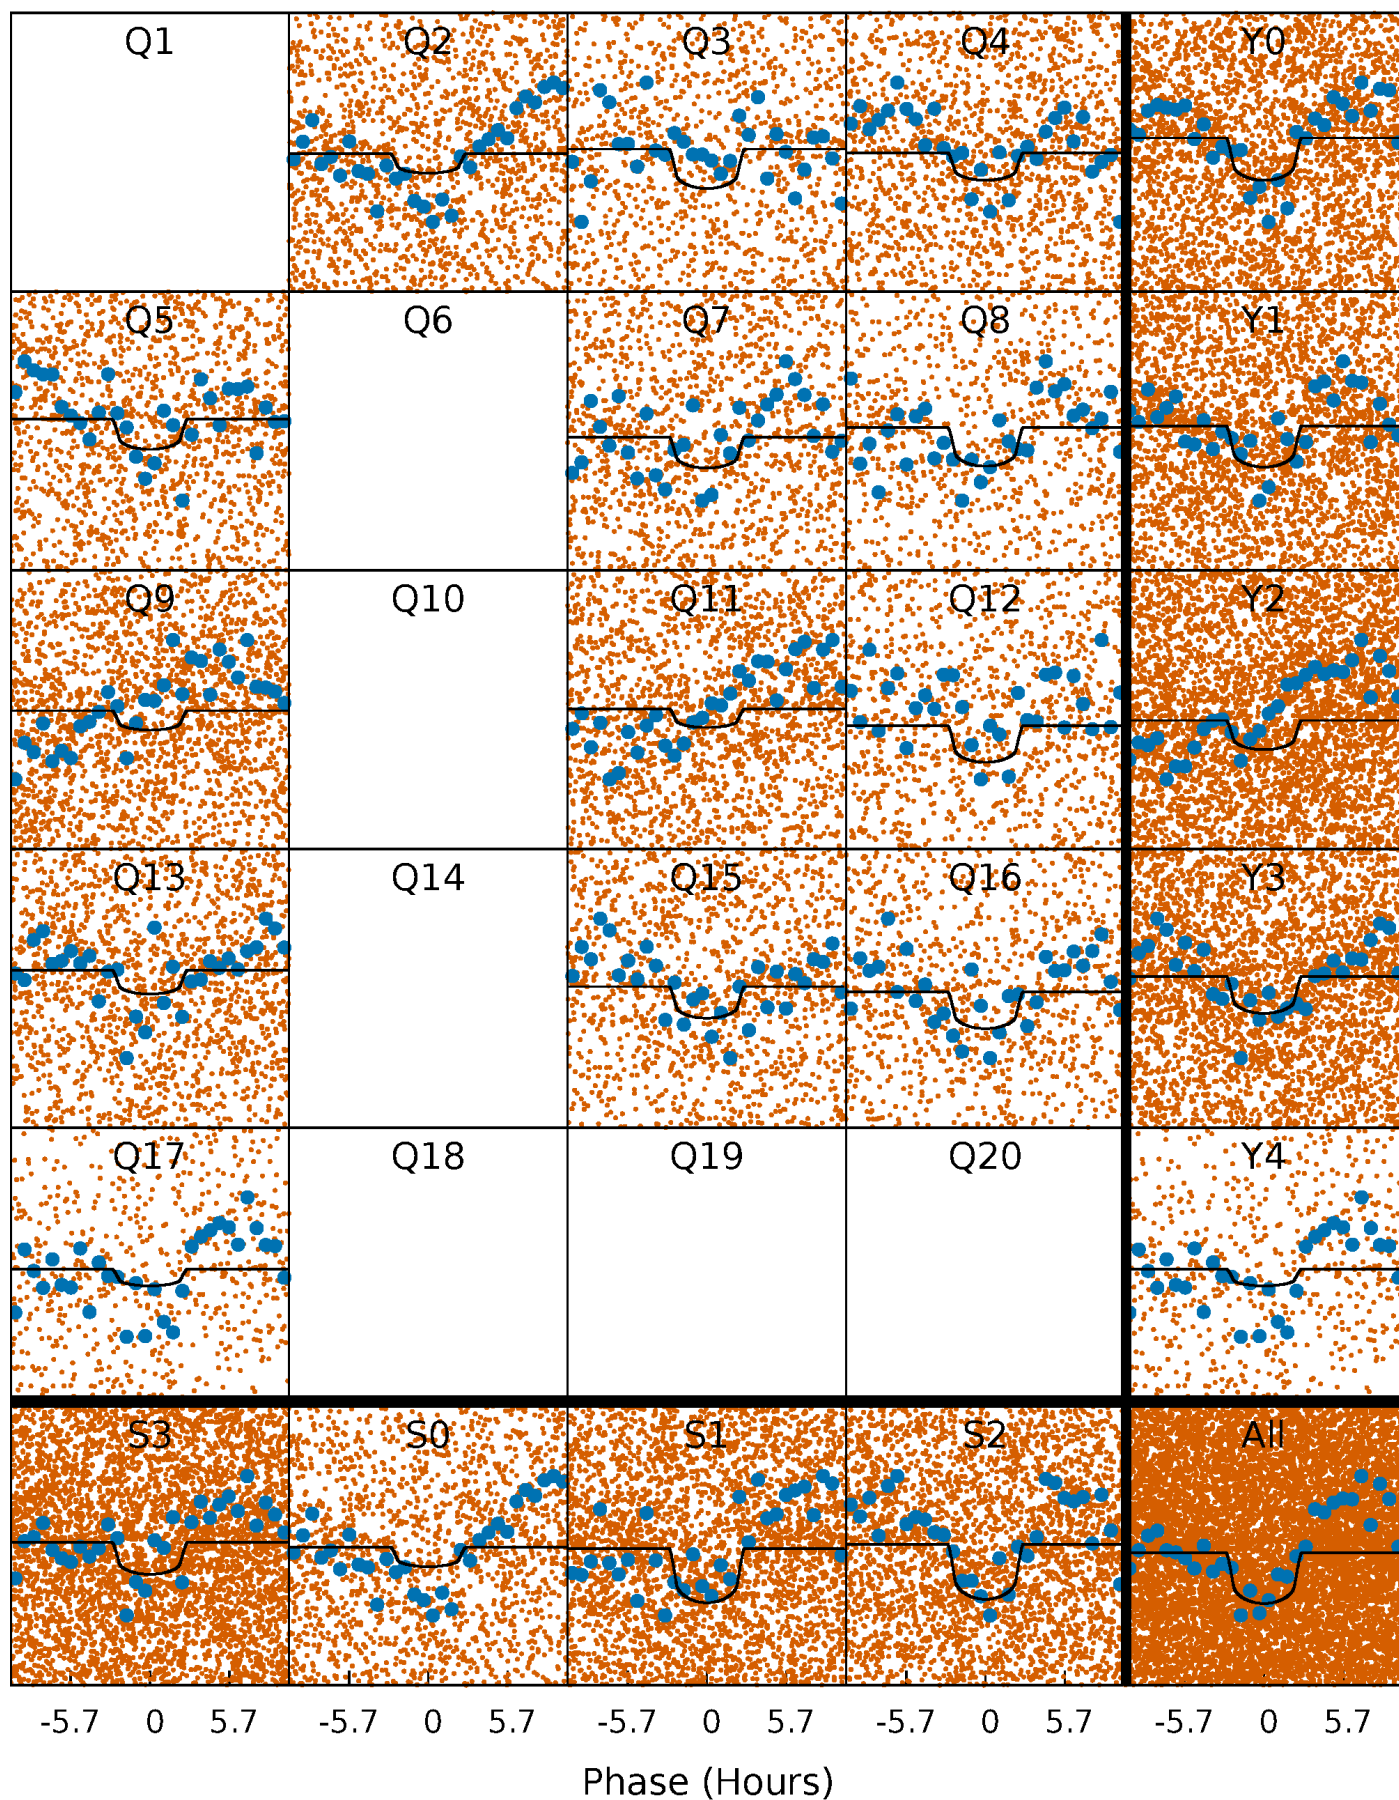 Q1 Q2 Q3 Q4 Y0
Q5 Q6 Q7 Q8 Y1
Q9 Q10 Q11 Q12 Y2
Q13 Q14 Q15 Q16 Y3
Q17 Q18 Q19 Q20 Y4
S3 S0 S1 S2 All
-5.7 0 5.7 -5.7 0 5.7 -5.7 0 5.7 -5.7 0 5.7 -5.7 0 5.7
Phase (Hours)